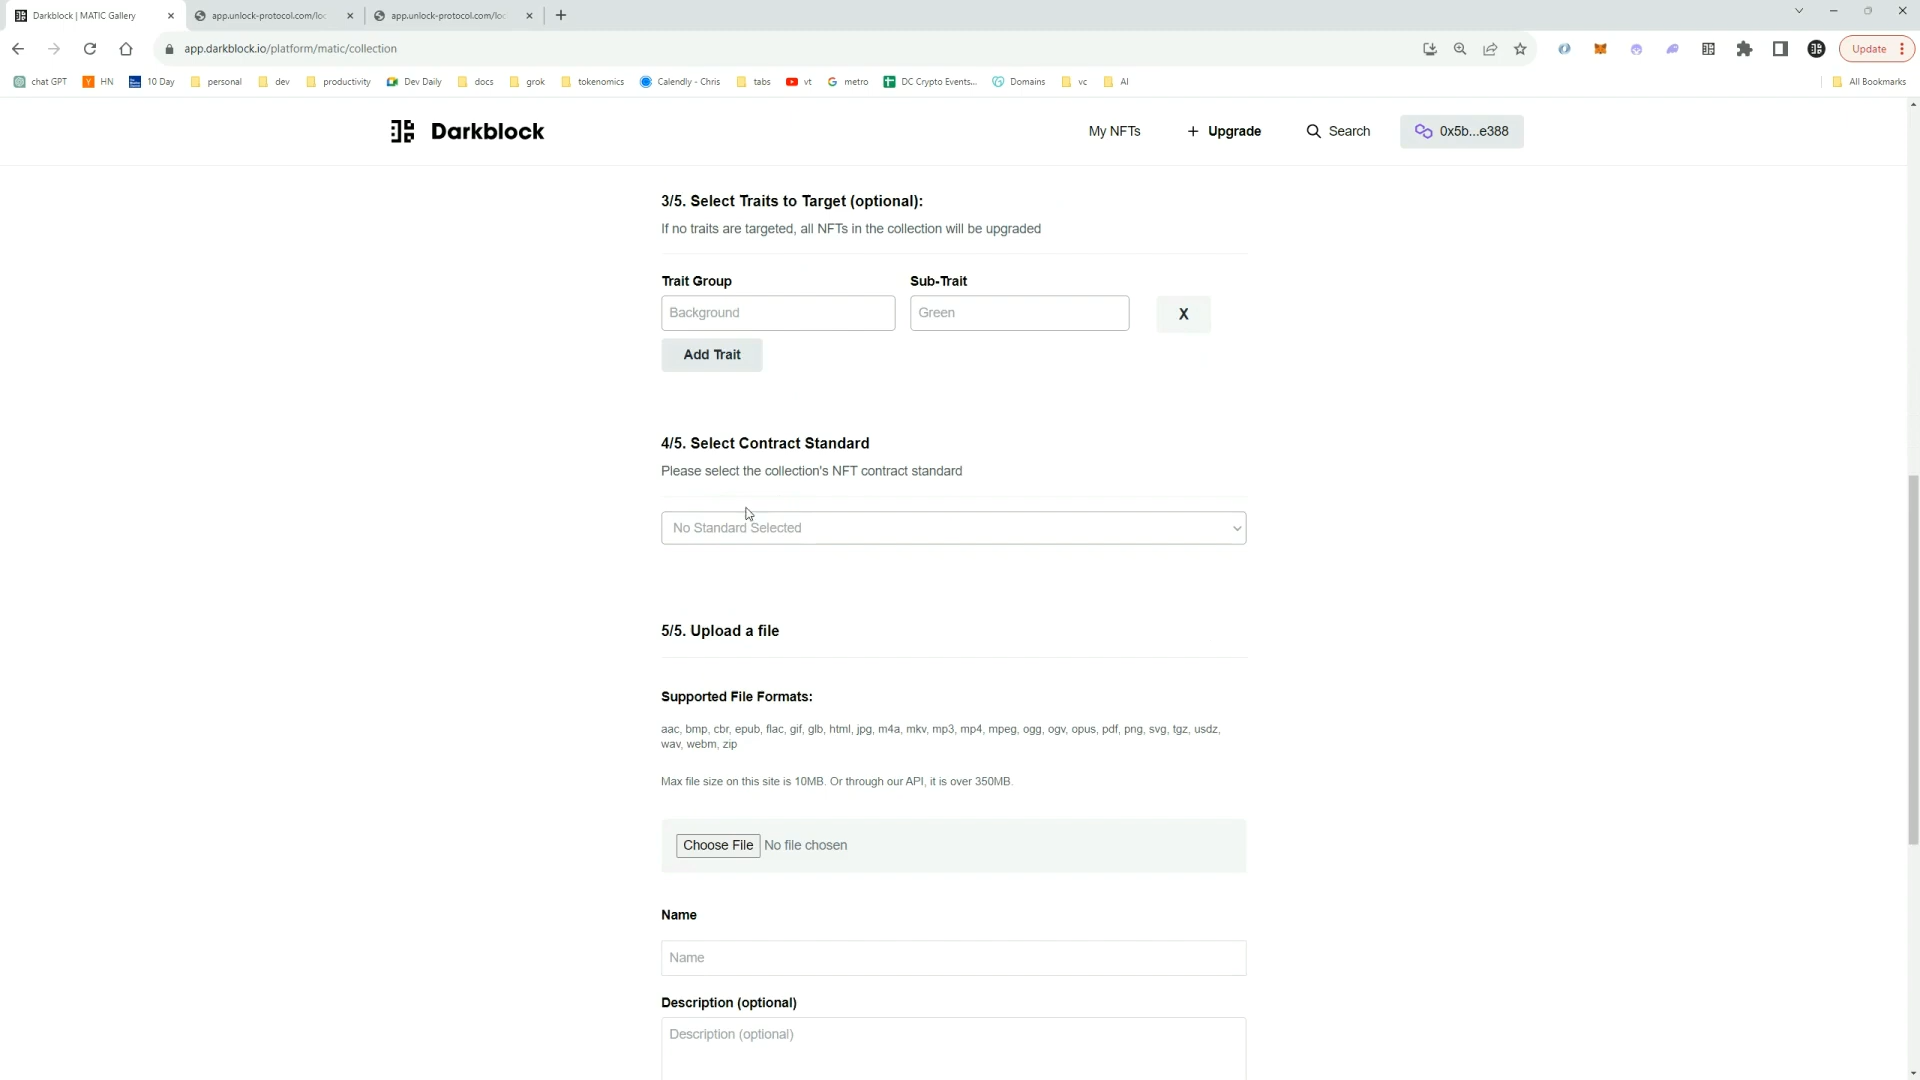 Darkblock | MATIC Gallery
app.unlock-protocol.com/loc
app.unlock-protocol.com/loc
app.darkblock.io/platform/matic/collection
Update
chat GPT
HN
10 Day
personal
dev
productivity
Dev Daily
docs
grok
tokenomics
Calendly - Chris
tabs
vt
metro
DC Crypto Events...
Domains
vc
AI
All Bookmarks
Darkblock
My NFTs
+ Upgrade
Search
0x5b...e388
3/5. Select Traits to Target (optional):
If no traits are targeted, all NFTs in the collection will be upgraded
Trait Group
Sub-Trait
Background
Green
X
Add Trait
4/5. Select Contract Standard
Please select the collection's NFT contract standard
No Standard Selected
5/5. Upload a file
Supported File Formats:
aac, bmp, cbr, epub, flac, gif, glb, html, jpg, m4a, mkv, mp3, mp4, mpeg, ogg, ogv, opus, pdf, png, svg, tgz, usdz,
wav, webm, zip
Max file size on this site is 10MB. Or through our API, it is over 350MB.
Choose File No file chosen
Name
Name
Description (optional)
Description (optional)